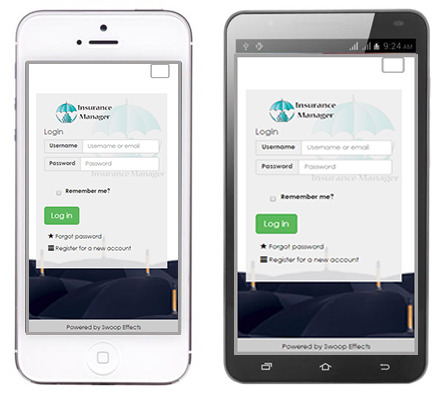 Insurance
Manager
Login
Username Username or email
Password Password
Insurance Manager
Remember me?
Log in
Forgot password
Register for a new account
Powered by Swoop Effects
9:24 AM
Insurance
Manager
Login
Username Username or email
Password Password
Insurance Manager
Remember me?
Log in
Forgot password
Register for a new account
Powered by Swoop Effects